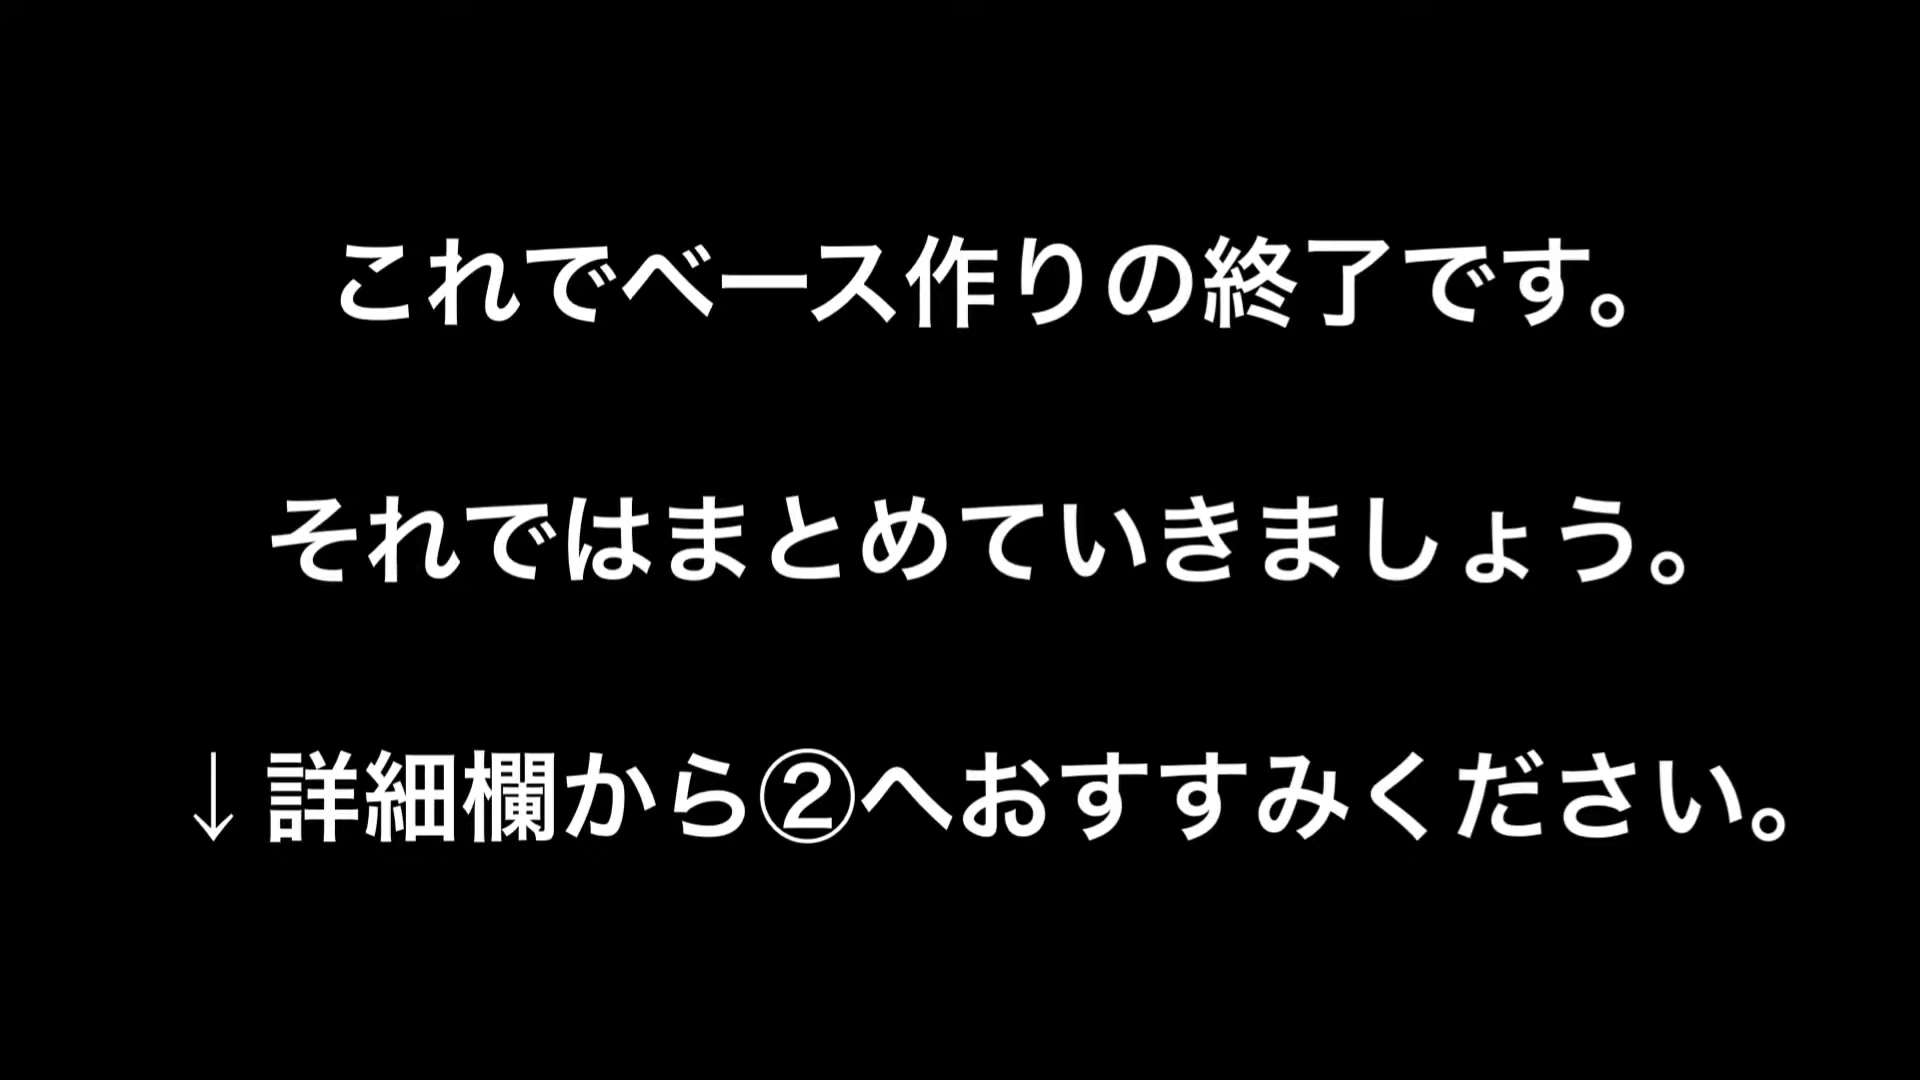 これでベース作りの終了です。
それではまとめていきましょう。
↓詳細欄から②へおすすみください。